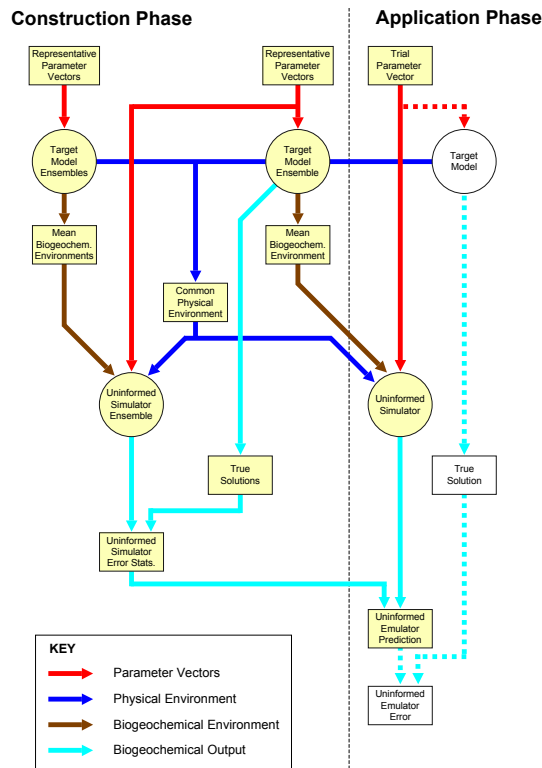 Construction Phase
Application Phase
Representative
Parameter
Vectors
Representative
Parameter
Vectors
Trial
Parameter
Vector
Target
Model
Ensembles
Target
Model
Ensemble
Target
Model
Mean
Biogeochem.
Environments
Mean
Biogeochem.
Environment
Common
Physical
Environment
Uninformed
Simulator
Ensemble
Uninformed
Simulator
True
Solutions
True
Solution
Uninformed
Simulator
Error Stats.
Uninformed
Emulator
Prediction
Uninformed
Emulator
Error
KEY
Parameter Vectors
Physical Environment
Biogeochemical Environment
Biogeochemical Output